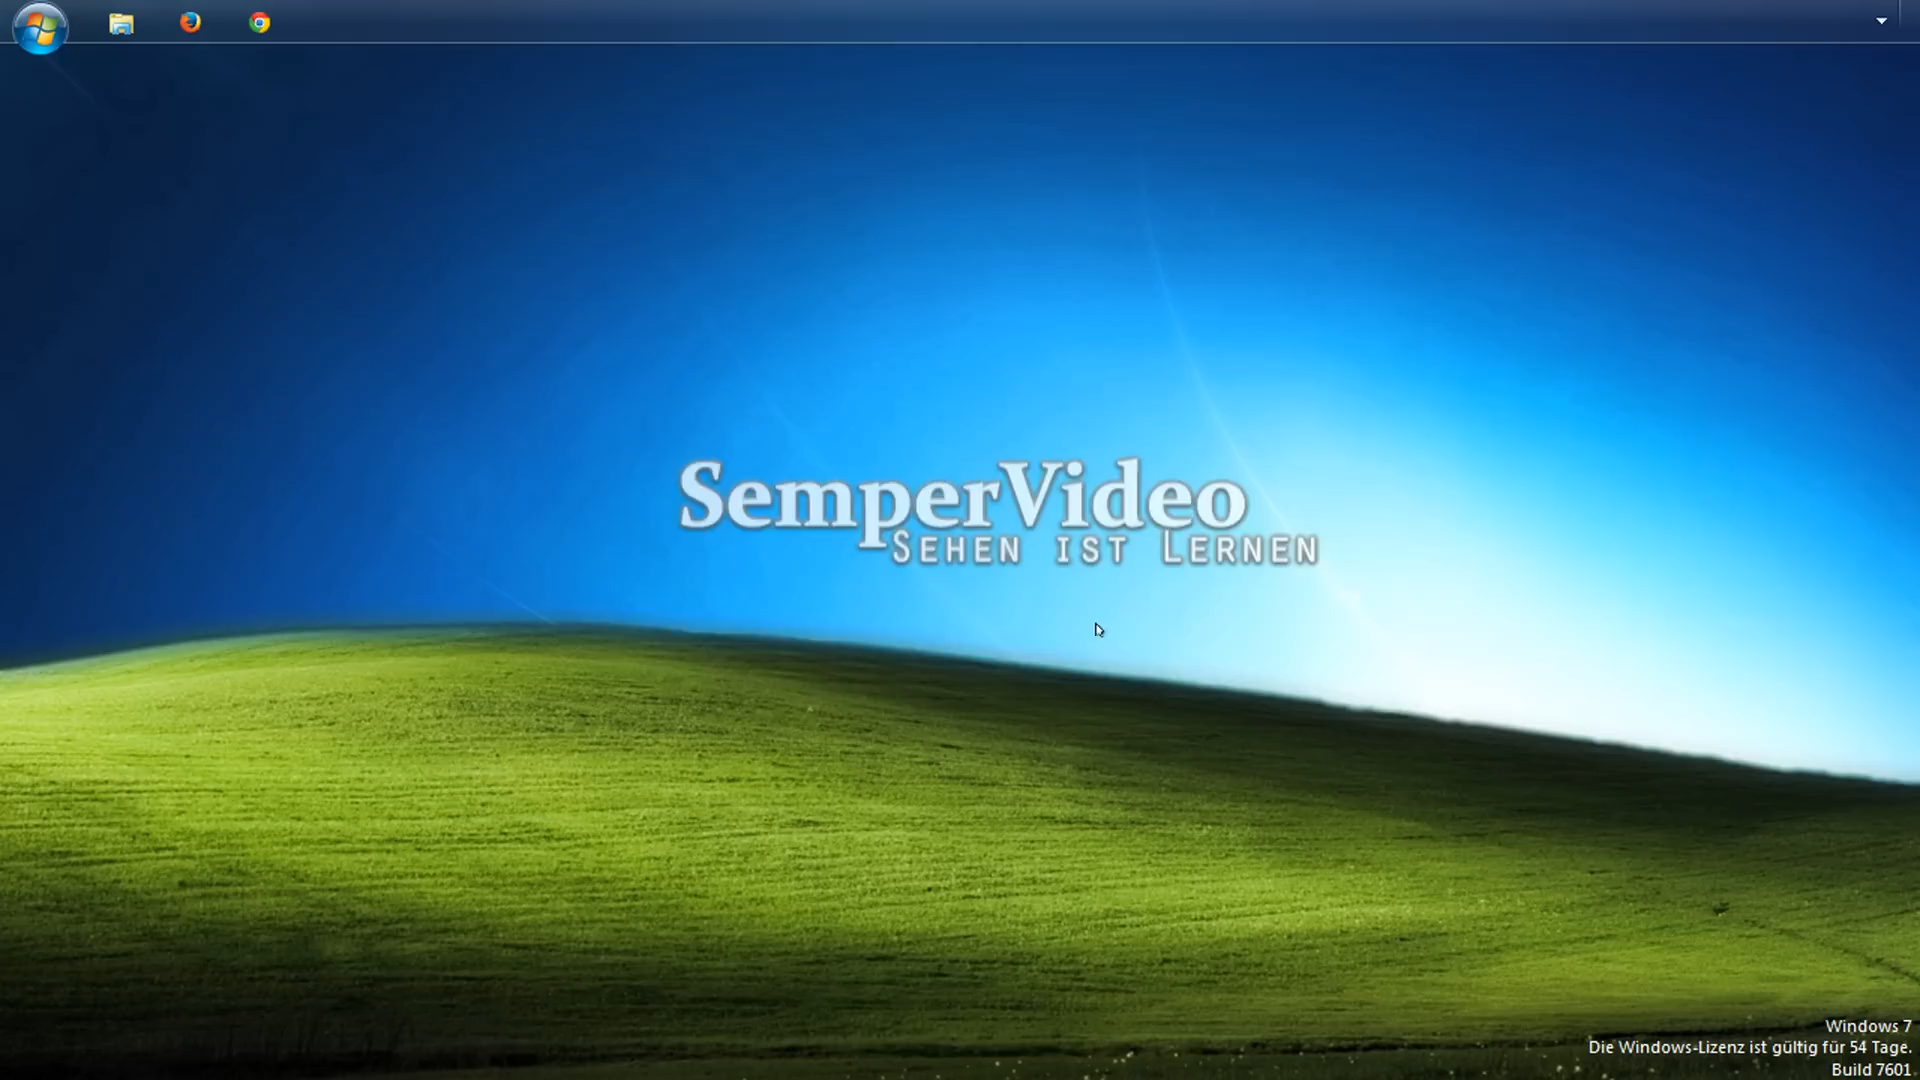 SemperVideo
Sehen ist Lernen
Windows 7
Die Windows-Lizenz ist gültig für 54 Tage.
Build 7601